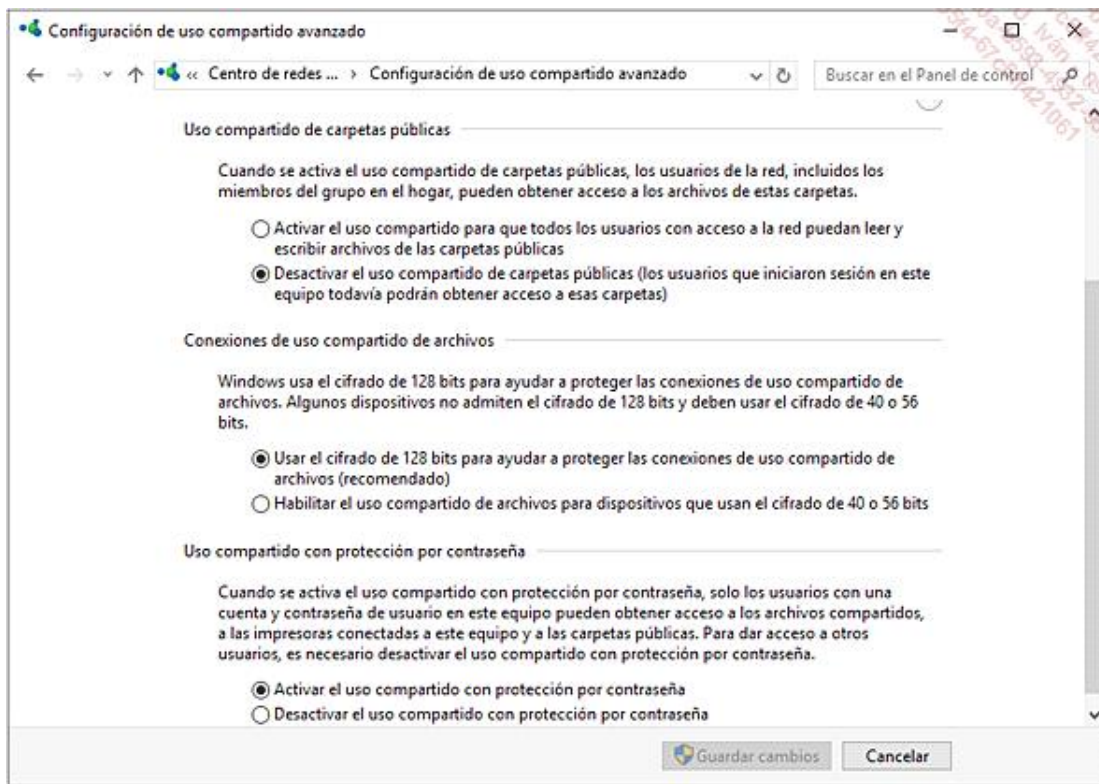 Configuración de uso compartido avanzado
« Centro de redes ... › Configuración de uso compartido avanzado
Buscar en el Panel de control
Uso compartido de carpetas públicas
Cuando se activa el uso compartido de carpetas públicas, los usuarios de la red, incluidos los
miembros del grupo en el hogar, pueden obtener acceso a los archivos de estas carpetas.
Activar el uso compartido para que todos los usuarios con acceso a la red puedan leer y
escribir archivos de las carpetas públicas
Desactivar el uso compartido de carpetas públicas (los usuarios que iniciaron sesión en este
equipo todavía podrán obtener acceso a esas carpetas)
Conexiones de uso compartido de archivos
Windows usa el cifrado de 128 bits para ayudar a proteger las conexiones de uso compartido de
archivos. Algunos dispositivos no admiten el cifrado de 128 bits y deben usar el cifrado de 40 o 56
bits.
Usar el cifrado de 128 bits para ayudar a proteger las conexiones de uso compartido de
archivos (recomendado)
Habilitar el uso compartido de archivos para dispositivos que usan el cifrado de 40 o 56 bits
Uso compartido con protección por contraseña
Cuando se activa el uso compartido con protección por contraseña, solo los usuarios con una
cuenta y contraseña de usuario en este equipo pueden obtener acceso a los archivos compartidos,
a las impresoras conectadas a este equipo y a las carpetas públicas. Para dar acceso a otros
usuarios, es necesario desactivar el uso compartido con protección por contraseña.
Activar el uso compartido con protección por contraseña
Desactivar el uso compartido con protección por contraseña
Guardar cambios
Cancelar